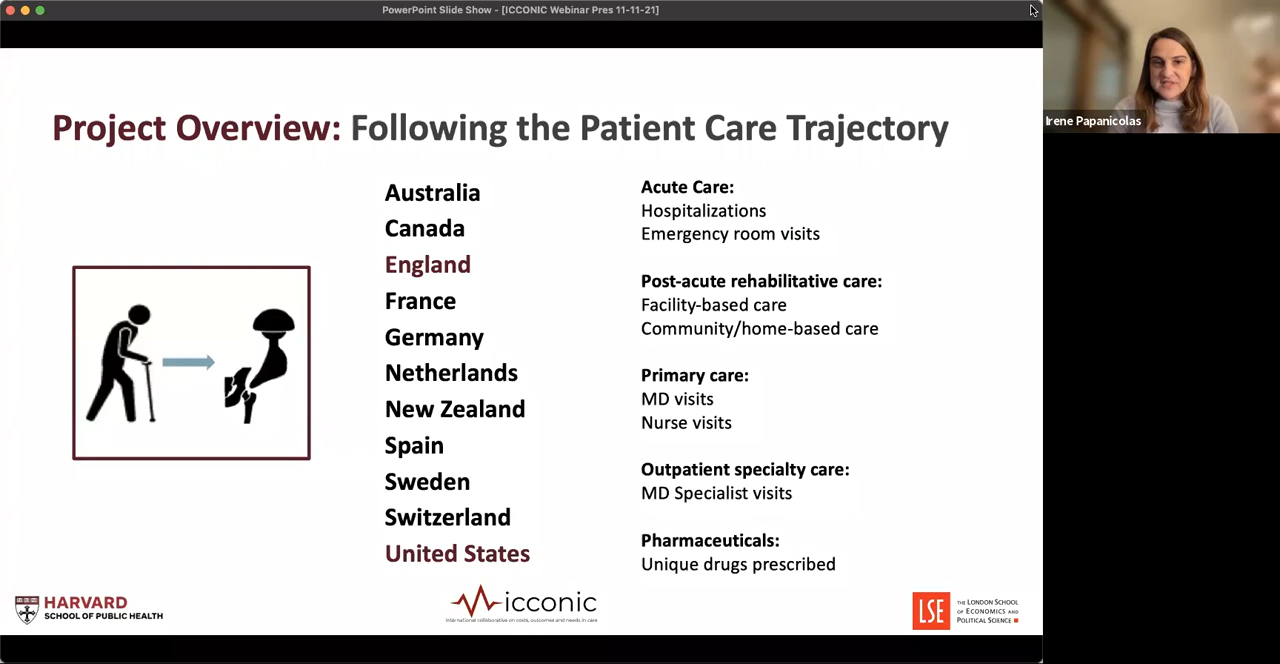 PowerPoint Slide Show - [ICCONIC Webinar Pres 11-11-21]
Irene Papanicolas
Project Overview: Following the Patient Care Trajectory
Australia
Canada
England
France
Germany
Netherlands
New Zealand
Spain
Sweden
Switzerland
United States
Acute Care:
Hospitalizations
Emergency room visits
Post-acute rehabilitative care:
Facility-based care
Community/home-based care
Primary care:
MD visits
Nurse visits
Outpatient specialty care:
MD Specialist visits
Pharmaceuticals:
Unique drugs prescribed
HARVARD
SCHOOL OF PUBLIC HEALTH
icconic
International collaborative on costs, outcomes and needs in care
LSE
THE LONDON SCHOOL
OF ECONOMICS AND
POLITICAL SCIENCE